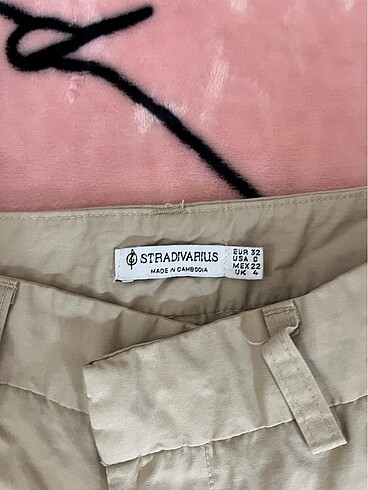 STRADIVARIUS
MADE IN CAMBODIA
EUR 32
USA 0
MEX 22
UK 4